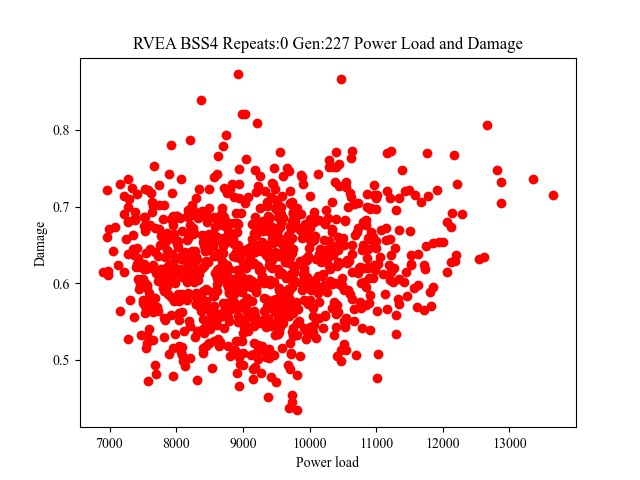 RVEA BSS4 Repeats:0 Gen:227 Power Load and Damage
0.8
0.7
0.6
0.5
Damage
7000 8000 9000 10000 11000 12000 13000
Power load